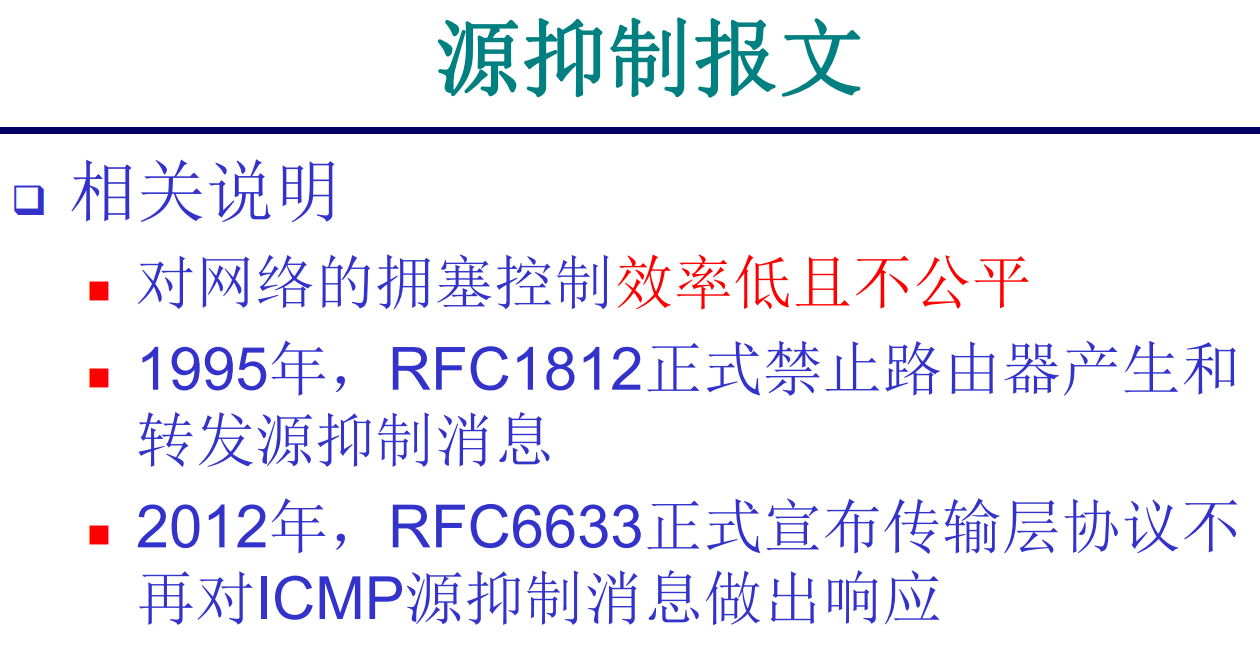 源抑制报文
相关说明
对网络的拥塞控制效率低且不公平
1995年，RFC1812正式禁止路由器产生和
转发源抑制消息
2012年，RFC6633正式宣布传输层协议不
再对ICMP源抑制消息做出响应